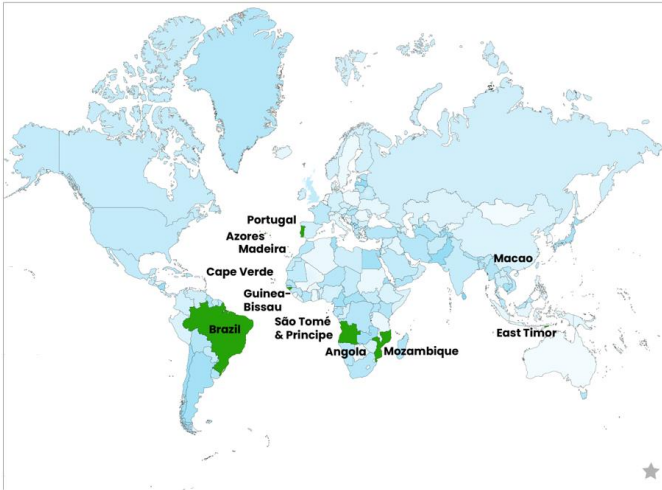 Portugal
Azores
Madeira
Macao
Cape Verde
Guinea-
Bissau
São Tomé
& Principe
Brazil
East Timor
Angola
Mozambique